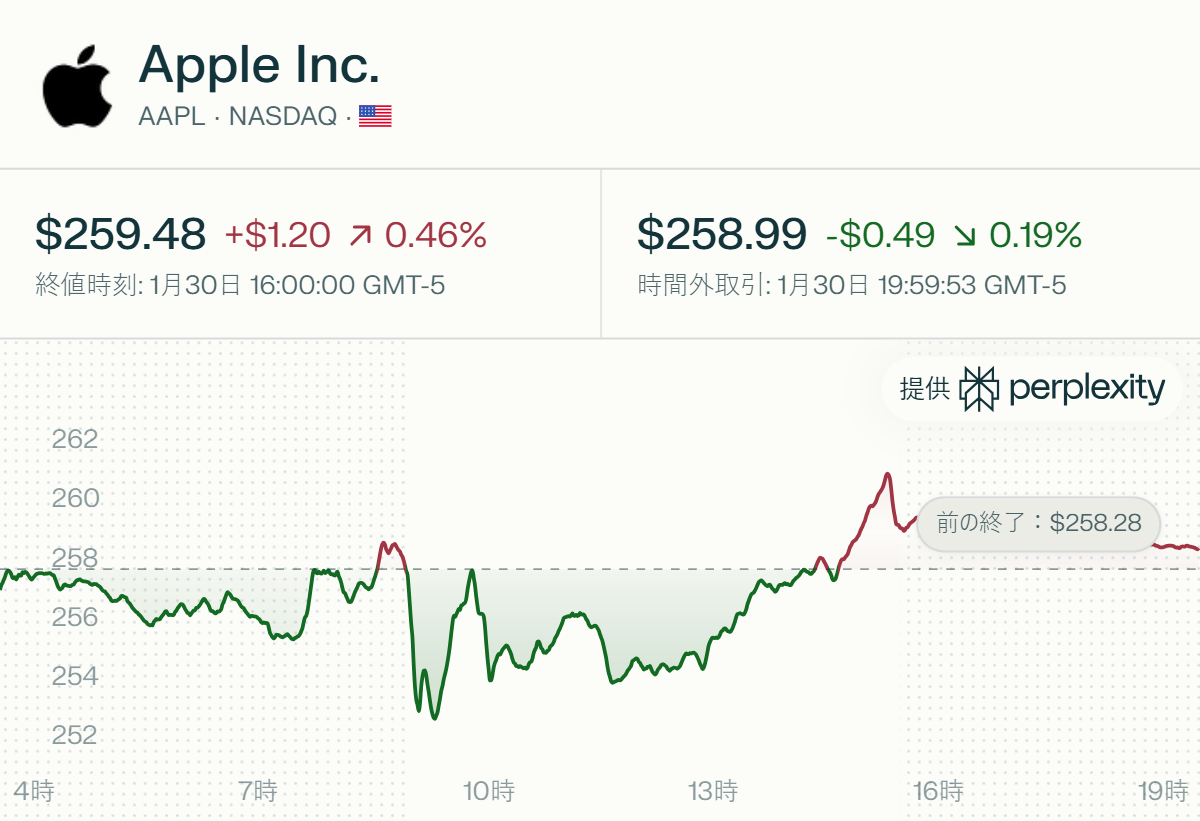 Apple Inc.
AAPL · NASDAQ ·
$259.48 +$1.20 ↗ 0.46%
終値時刻: 1月30日 16:00:00 GMT-5
$258.99 -$0.49 ↘ 0.19%
時間外取引: 1月30日 19:59:53 GMT-5
提供 perplexity
262
260
258
256
254
252
前の終了：$258.28
4時 7時 10時 13時 16時 19時